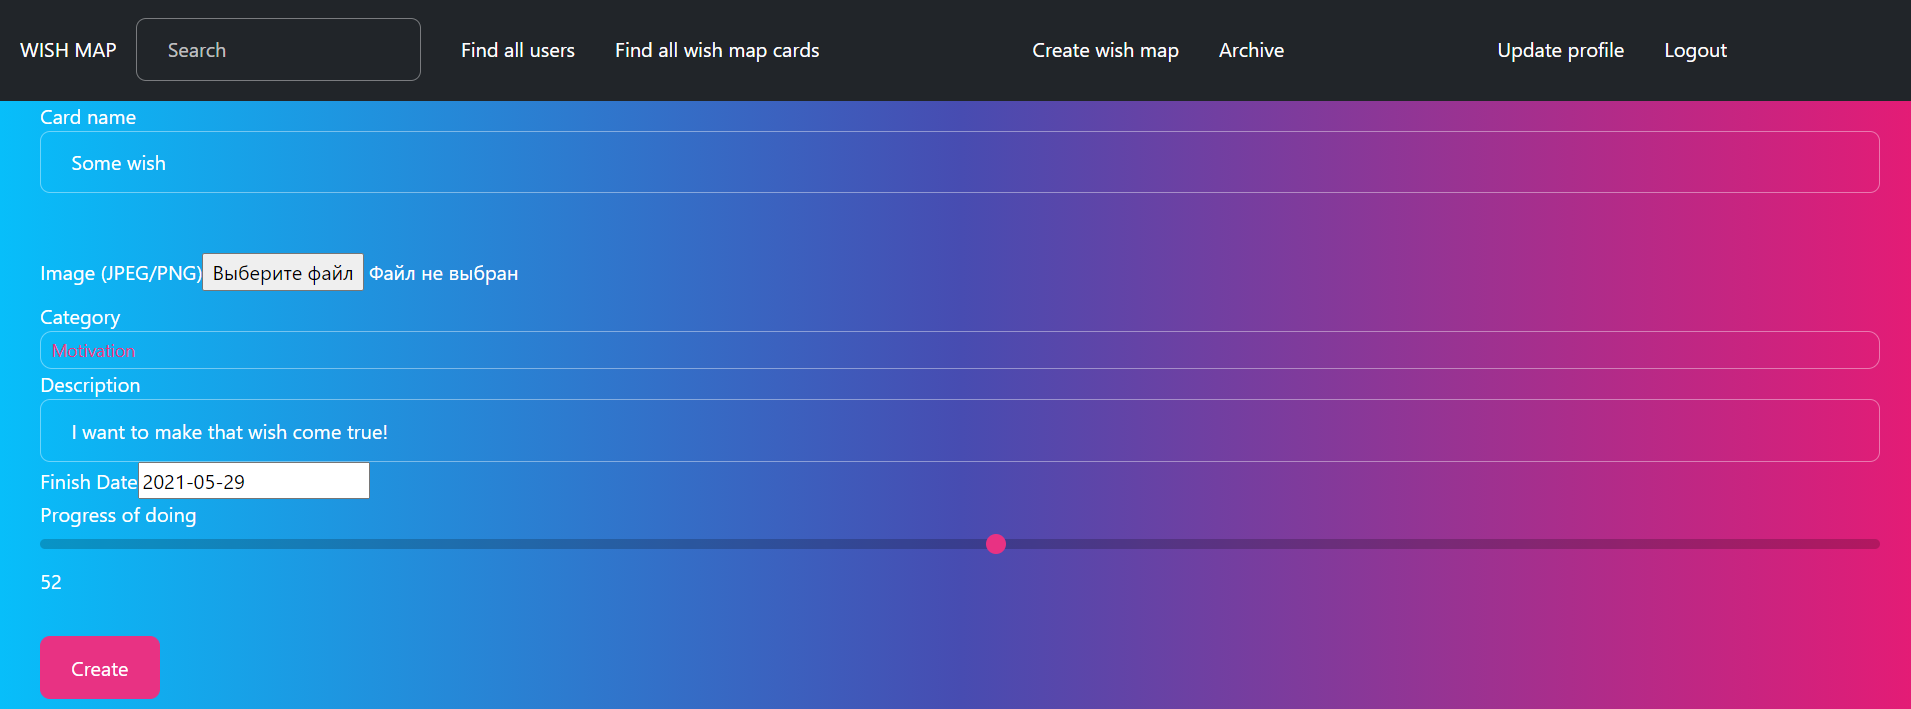 WISH MAP Search Find all users Find all wish map cards Create wish map Archive Update profile Logout
Card name
Some wish
Image (JPEG/PNG) Выберите файл Файл не выбран
Category
Motivation
Description
I want to make that wish come true!
Finish Date 2021-05-29
Progress of doing
52
Create